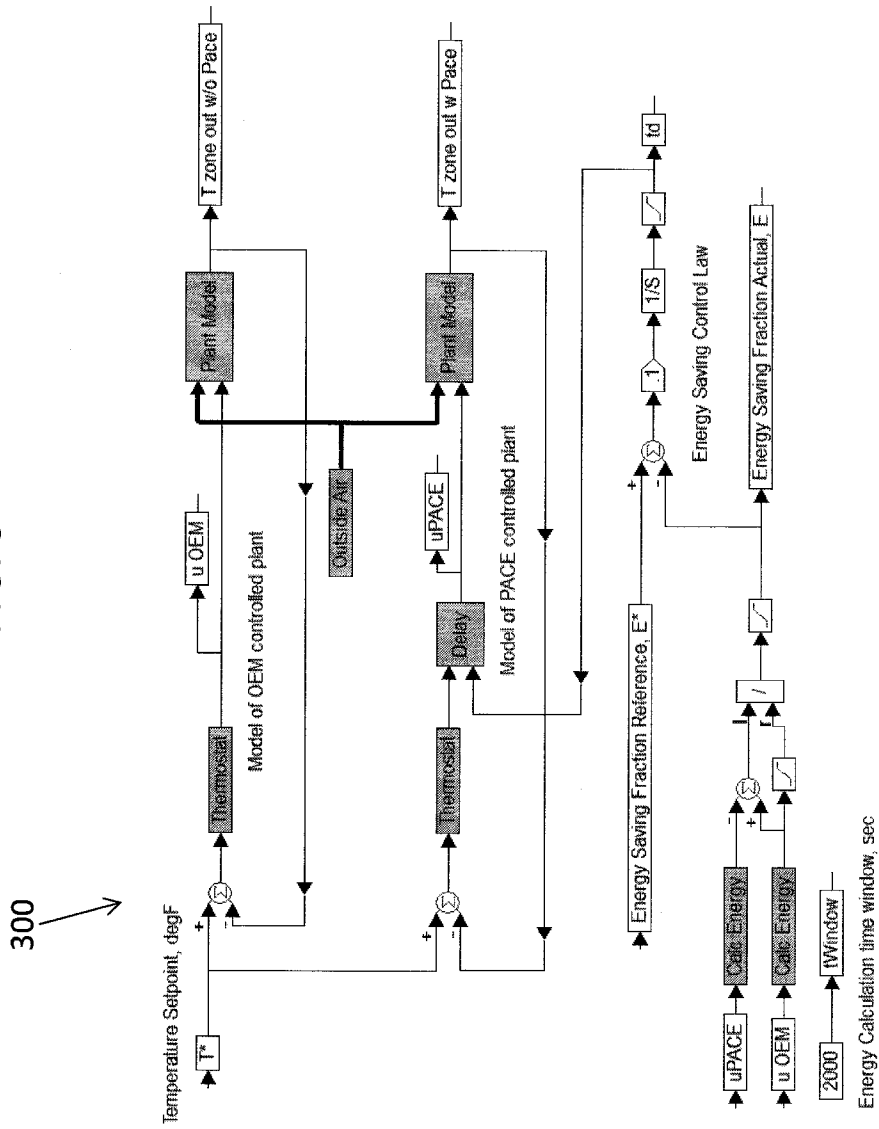 300
Temperature Setpoint, degF
T*
+
-
Σ
Thermostat
u OEM
Model of OEM controlled plant
Plant Model
T zone out w/o Pace
Outside Air
+
-
Σ
Thermostat
Delay
uPACE
Model of PACE controlled plant
Plant Model
T zone out w Pace
Energy Saving Fraction Reference, E*
+
-
Σ
.1
1/S
td
Energy Saving Control Law
uPACE
Calc Energy
-
+
Σ
u OEM
Calc Energy
/
Energy Saving Fraction Actual, E
2000
tWindow
Energy Calculation time window, sec